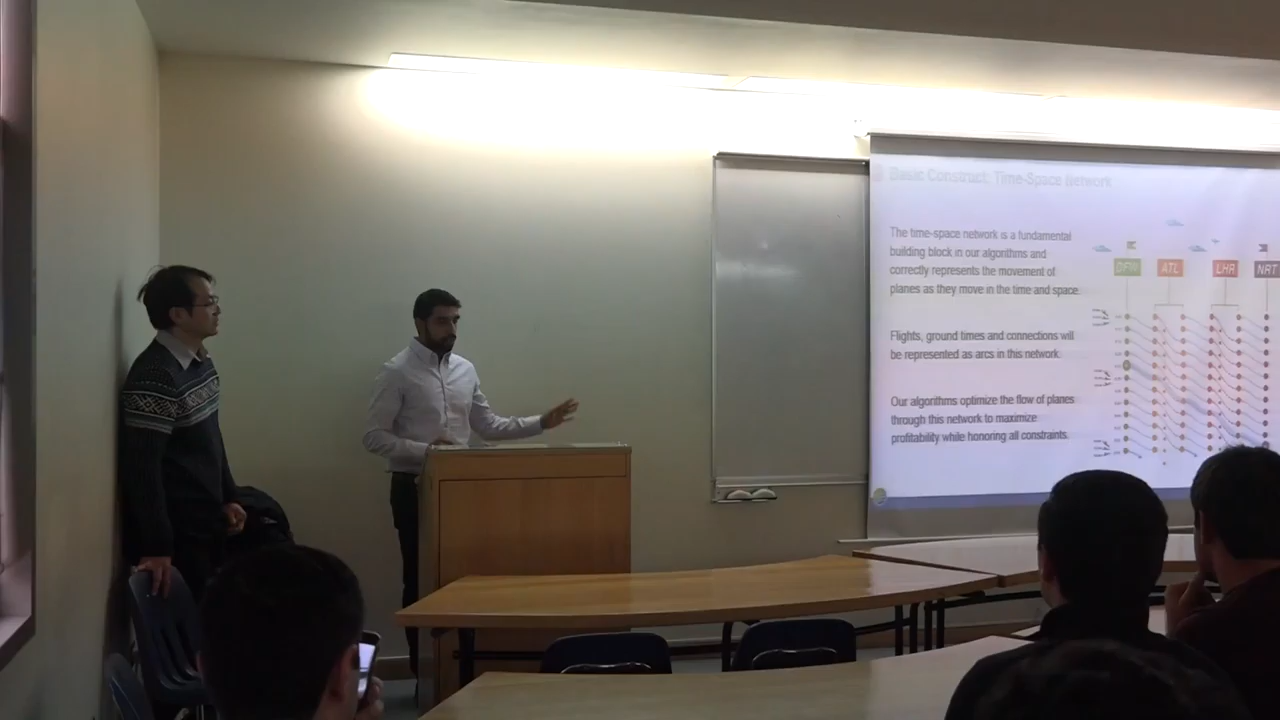 Basic Construct: Time-Space Network
The time-space network is a fundamental
building block in our algorithms and
correctly represents the movement of
planes as they move in the time and space.
Flights, ground times and connections will
be represented as arcs in this network.
Our algorithms optimize the flow of planes
through this network to maximize
profitability while honoring all constraints.
DFW ATL LHR NRT